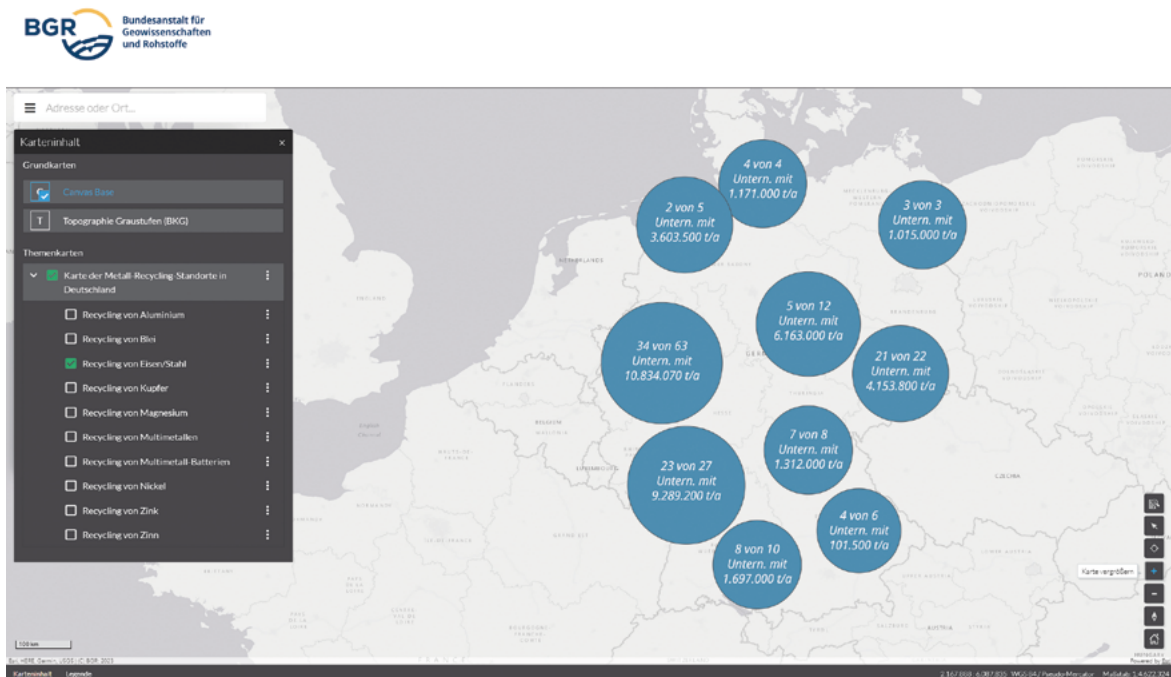 BGR
Bundesanstalt für
Geowissenschaften
und Rohstoffe
Adresse oder Ort...
Karteninhalt
Grundkarten
Canvas Base
T
Topographie Graustufen (BKG)
Themenkarten
Karte der Metall-Recycling-Standorte in
Deutschland
Recycling von Aluminium
Recycling von Blei
Recycling von Eisen/Stahl
Recycling von Kupfer
Recycling von Magnesium
Recycling von Multimetallen
Recycling von Multimetall-Batterien
Recycling von Nickel
Recycling von Zink
Recycling von Zinn
4 von 4
Untern. mit
1.171.000 t/a
2 von 5
Untern. mit
3.603.500 t/a
3 von 3
Untern. mit
1.015.000 t/a
5 von 12
Untern. mit
6.163.000 t/a
34 von 63
Untern. mit
10.834.070 t/a
21 von 22
Untern. mit
4.153.800 t/a
7 von 8
Untern. mit
1.312.000 t/a
23 von 27
Untern. mit
9.289.200 t/a
4 von 6
Untern. mit
101.500 t/a
8 von 10
Untern. mit
1.697.000 t/a
POLAND
BELGIUM
CZECHIA
AUSTRIA
FRANCE
Karte vergrößern
100 km
Karteninhalt
Legende